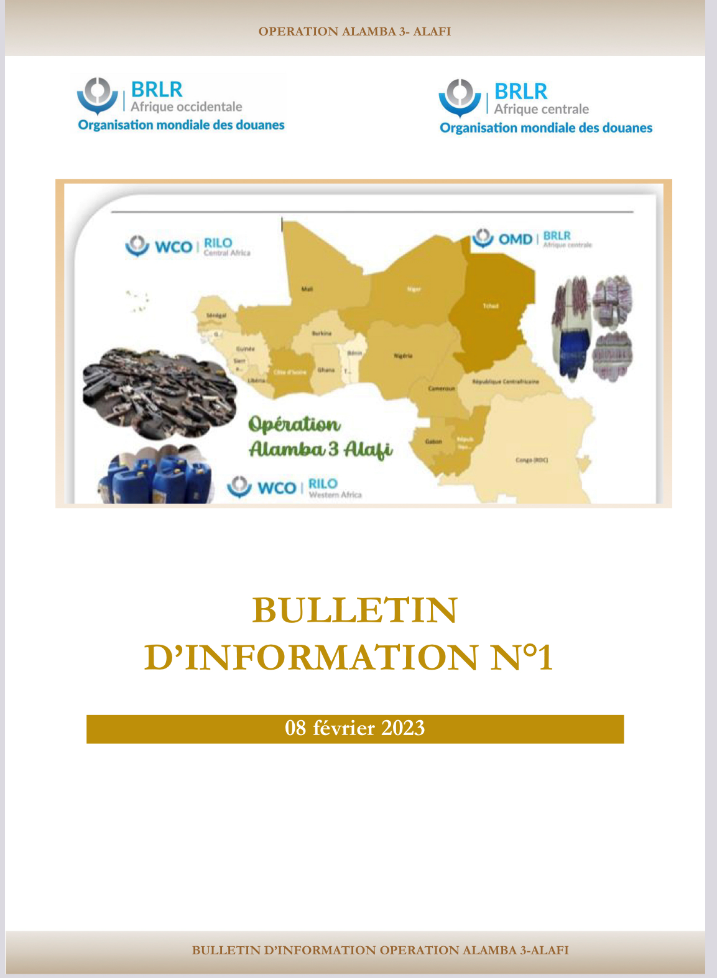 OPERATION ALAMBA 3- ALAFI
BRLR
Afrique occidentale
Organisation mondiale des douanes
BRLR
Afrique centrale
Organisation mondiale des douanes
WCO | RILO
Central Africa
OMD | BRLR
Afrique centrale
Mali
Niger
Tchad
Sénégal
G...
Burkina
Guinée
Bénin
Nigéria
Sierr
e...
Côte d'Ivoire
Ghana
T...
Libéria
République Centrafricaine
Cameroun
Gabon
Répub
Congo (RDC)
Opération
Alamba 3 Alafi
WCO | RILO
Western Africa
BULLETIN
D'INFORMATION N°1
08 février 2023
BULLETIN D'INFORMATION OPERATION ALAMBA 3-ALAFI